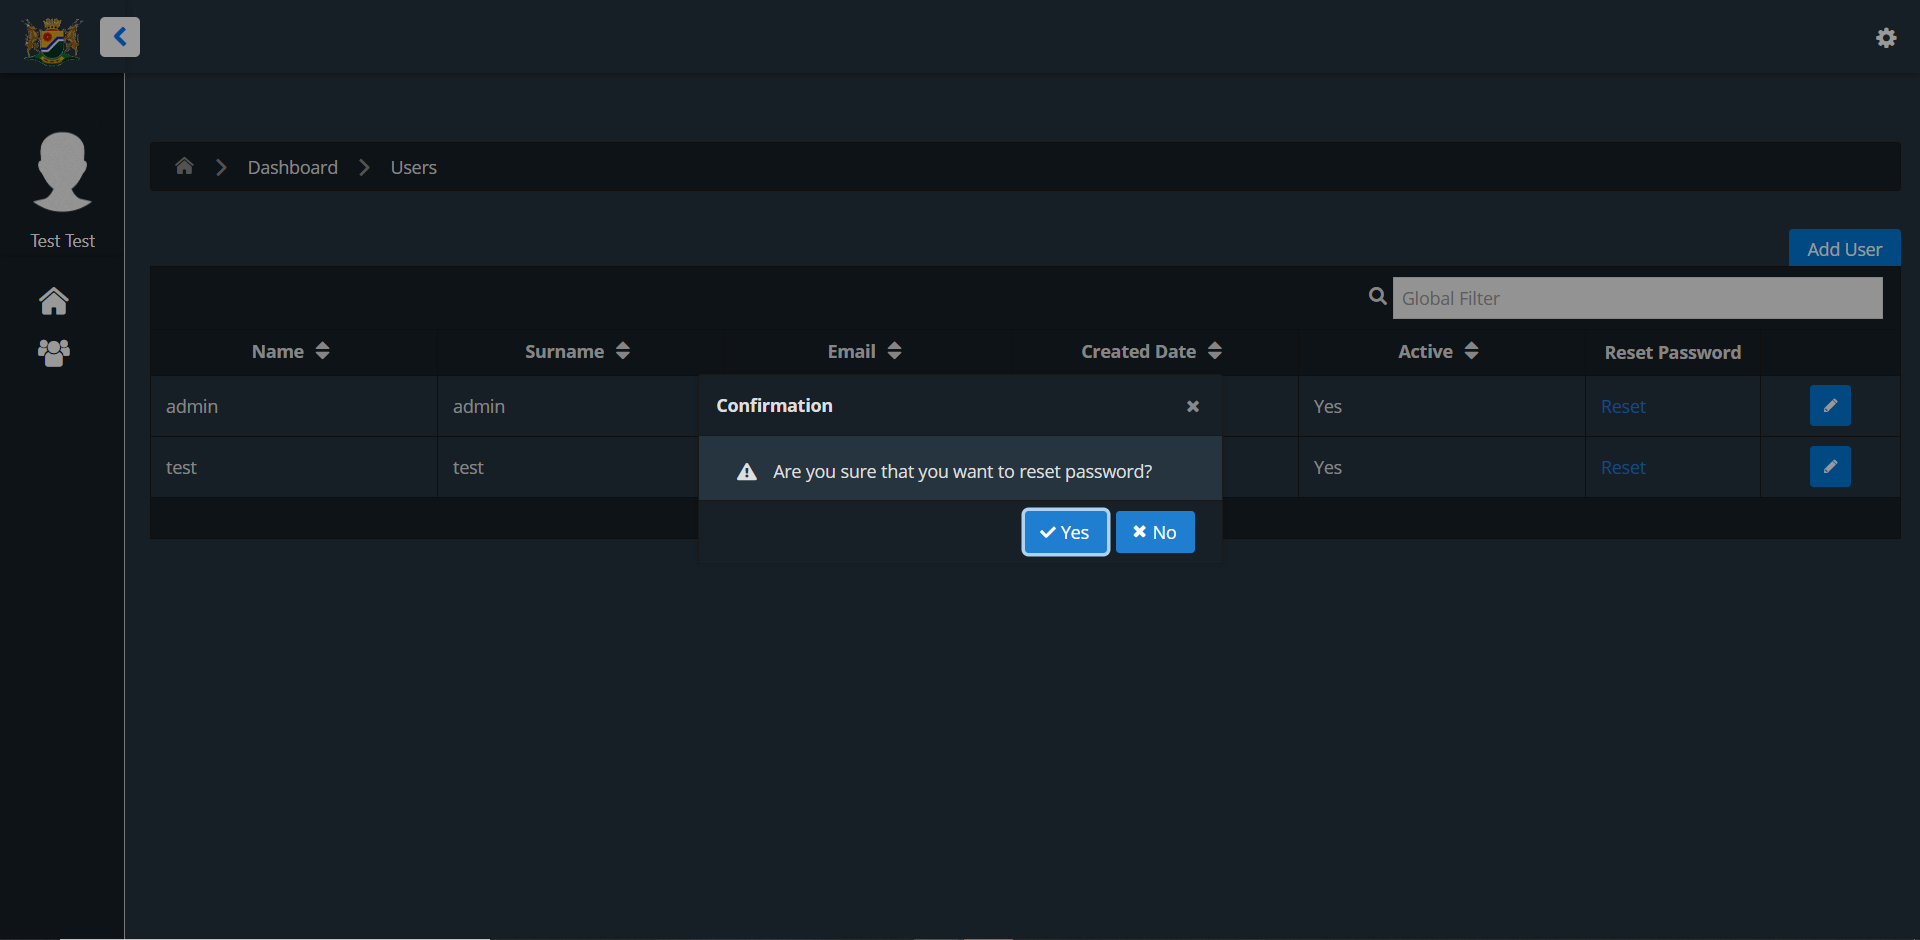 Test Test
Dashboard Users
Add User
Global Filter
Name Surname Email Created Date Active Reset Password
admin admin Yes Reset
test test Yes Reset
Confirmation
Are you sure that you want to reset password?
Yes No